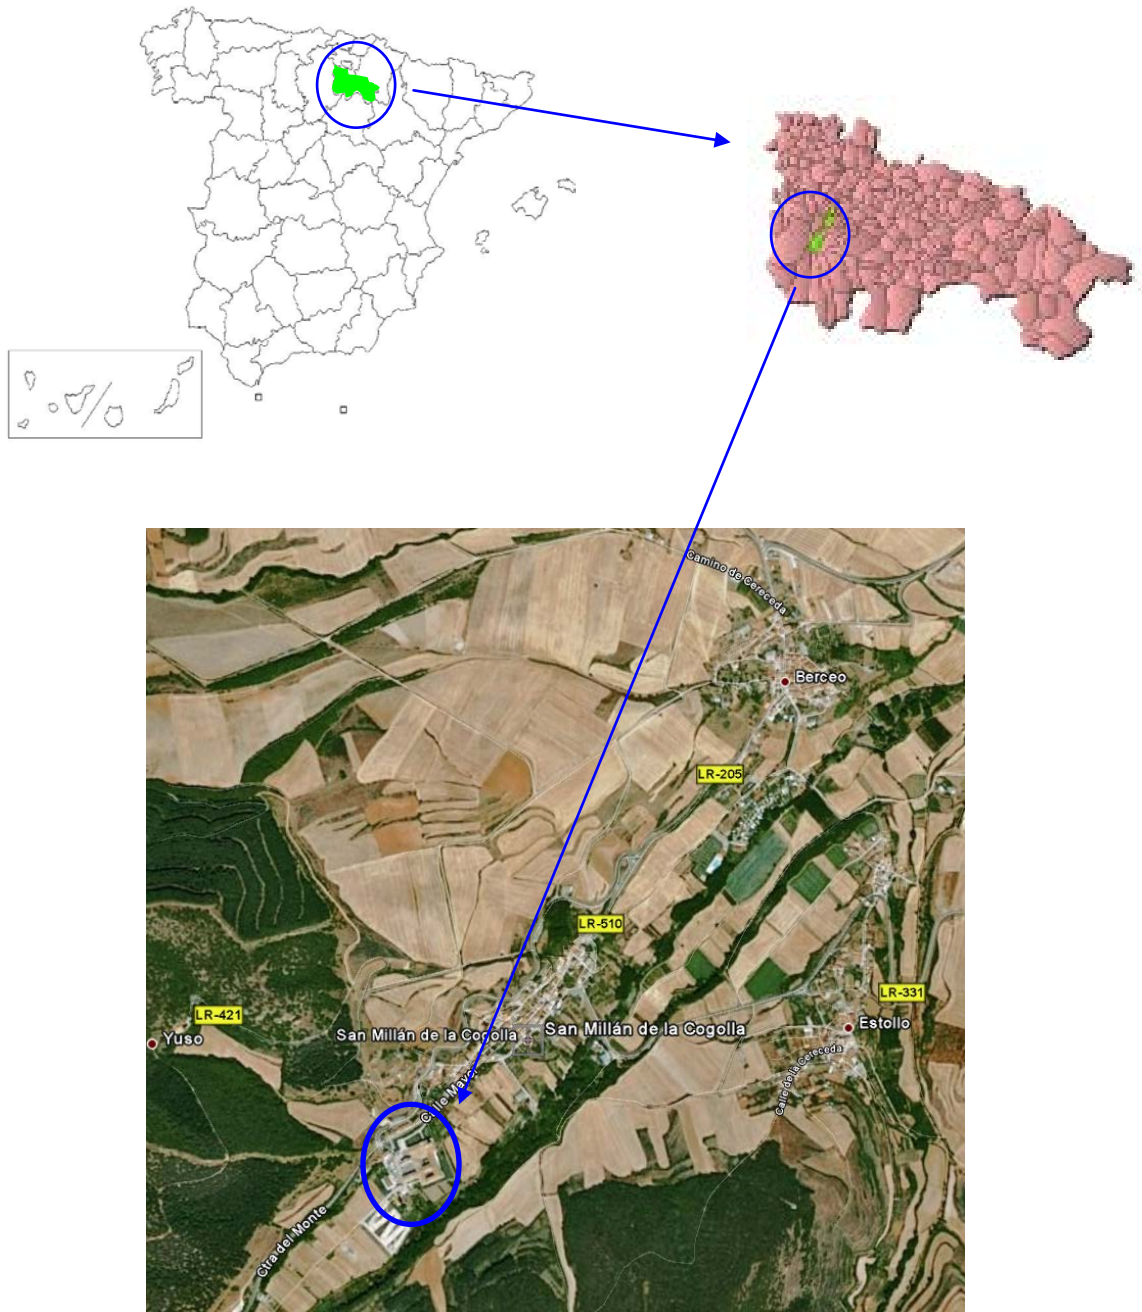 Camino de Cereceda
Berceo
LR-205
LR-510
LR-331
LR-421
Yuso
San Millán de la Cogolla
San Millán de la Cogolla
Estollo
Calle de la Cereceda
Calle Mayor
Ctra del Monte